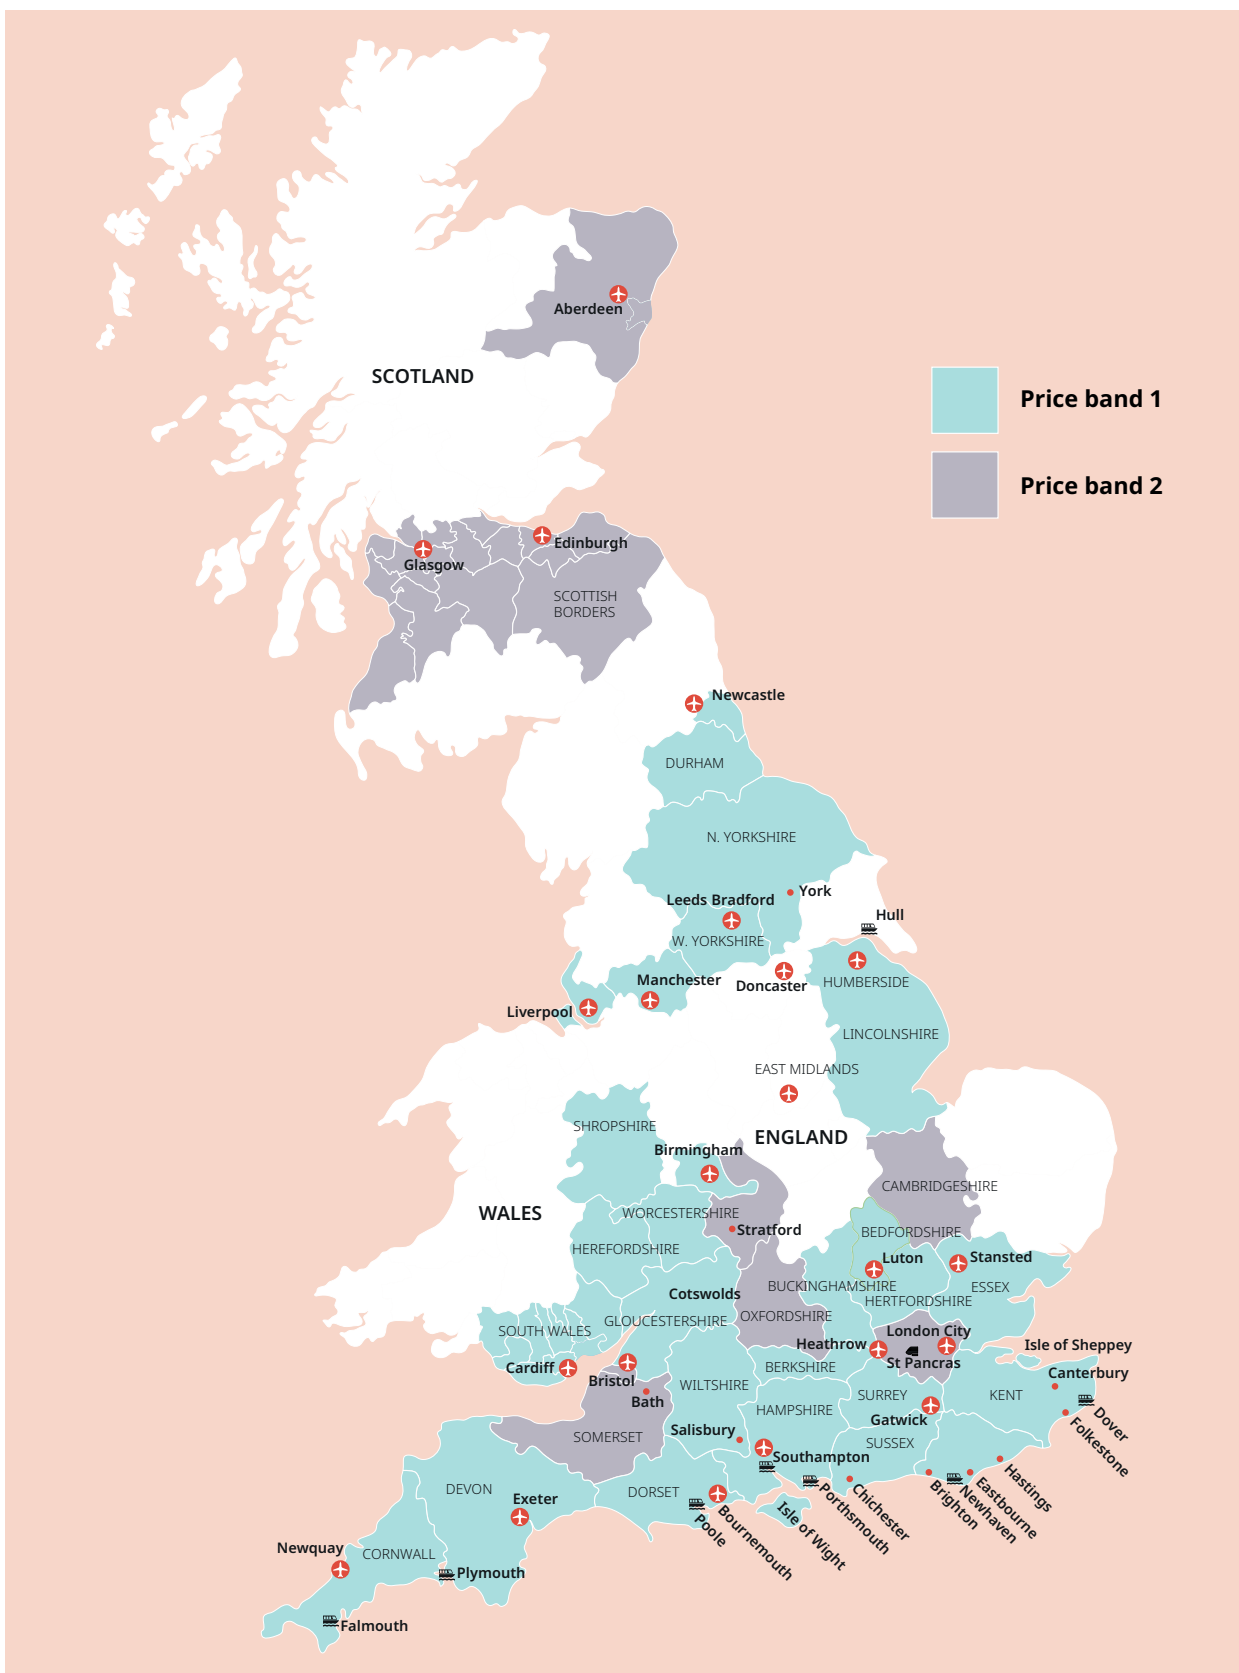 Aberdeen
SCOTLAND
Price band 1
Price band 2
Edinburgh
Glasgow
SCOTTISH
BORDERS
Newcastle
DURHAM
N. YORKSHIRE
York
Leeds Bradford
Hull
W. YORKSHIRE
Manchester
Doncaster
HUMBERSIDE
Liverpool
LINCOLNSHIRE
EAST MIDLANDS
SHROPSHIRE
ENGLAND
Birmingham
CAMBRIDGESHIRE
WALES
WORCESTERSHIRE
Stratford
BEDFORDSHIRE
HEREFORDSHIRE
Luton
Stansted
BUCKINGHAMSHIRE
ESSEX
Cotswolds
HERTFORDSHIRE
OXFORDSHIRE
GLOUCESTERSHIRE
SOUTH WALES
London City
Heathrow
Isle of Sheppey
St Pancras
Cardiff
BERKSHIRE
Canterbury
Bristol
WILTSHIRE
SURREY
KENT
Bath
HAMPSHIRE
Gatwick
Dover
Folkestone
Salisbury
SOMERSET
SUSSEX
Southampton
Hastings
Eastbourne
Newhaven
Brighton
Chichester
Porthsmouth
Isle of Wight
DEVON
DORSET
Exeter
Bournemouth
Poole
Newquay
CORNWALL
Plymouth
Falmouth